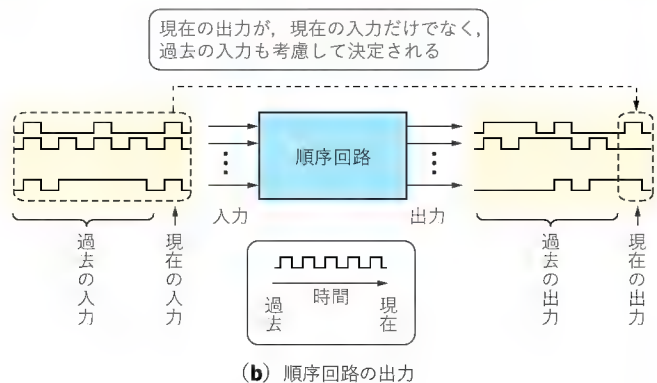 現在の出力が，現在の入力だけでなく，
過去の入力も考慮して決定される
順序回路
入力
出力
過去の入力
現在の入力
過去の出力
現在の出力
時間
過去
現在
(b) 順序回路の出力